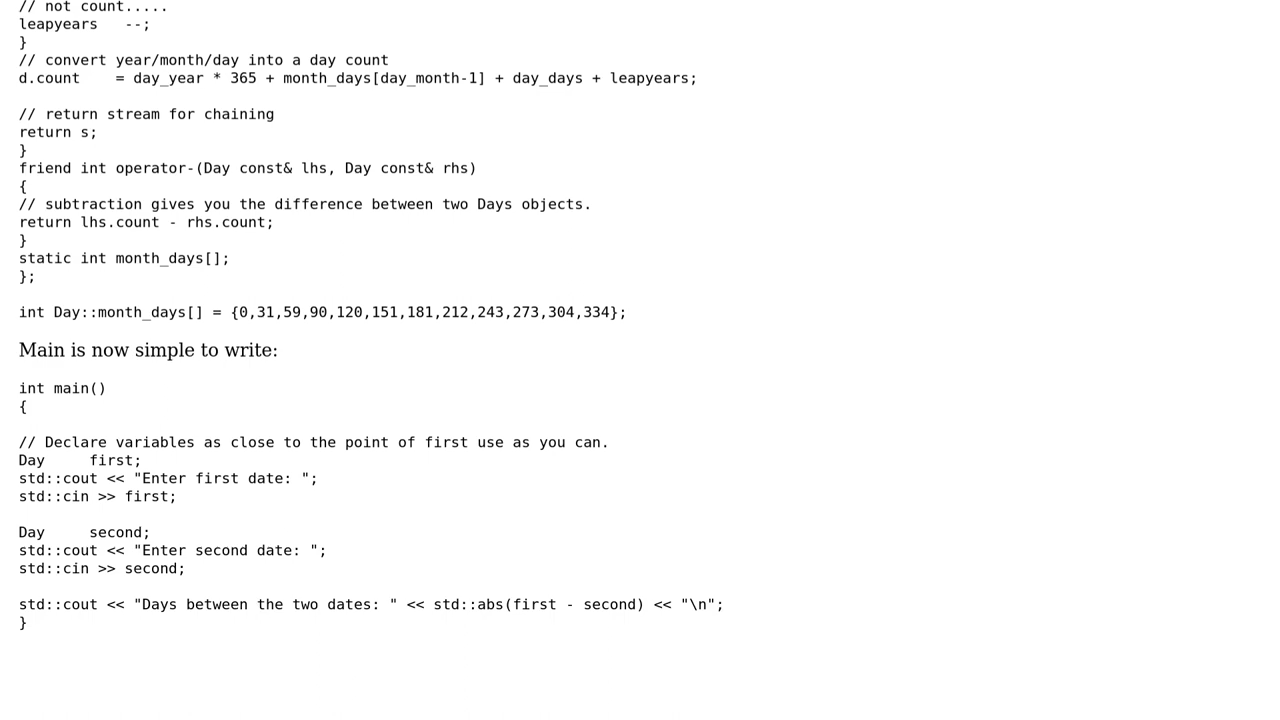 // not count.....
leapyears   --;
}
// convert year/month/day into a day count
d.count    = day_year * 365 + month_days[day_month-1] + day_days + leapyears;
// return stream for chaining
return s;
}
friend int operator-(Day const& lhs, Day const& rhs)
{
// subtraction gives you the difference between two Days objects.
return lhs.count - rhs.count;
}
static int month_days[];
};
int Day::month_days[] = {0,31,59,90,120,151,181,212,243,273,304,334};
Main is now simple to write:
int main()
{
// Declare variables as close to the point of first use as you can.
Day     first;
std::cout << "Enter first date: ";
std::cin >> first;
Day     second;
std::cout << "Enter second date: ";
std::cin >> second;
std::cout << "Days between the two dates: " << std::abs(first - second) << "\n";
}